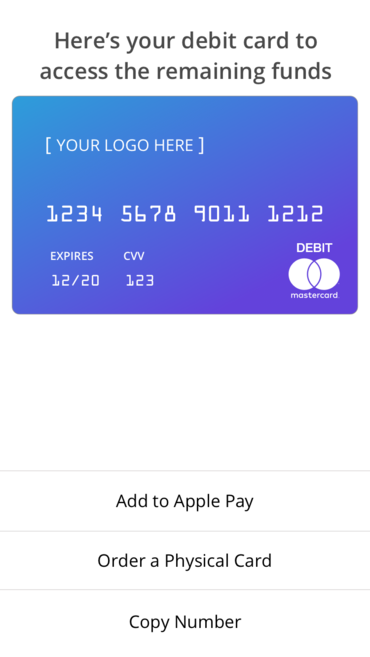 Here’s your debit card to
access the remaining funds
[ YOUR LOGO HERE ]
1234 5678 9011 1212
DEBIT
EXPIRES CVV
12/20 123
mastercard
Add to Apple Pay
Order a Physical Card
Copy Number